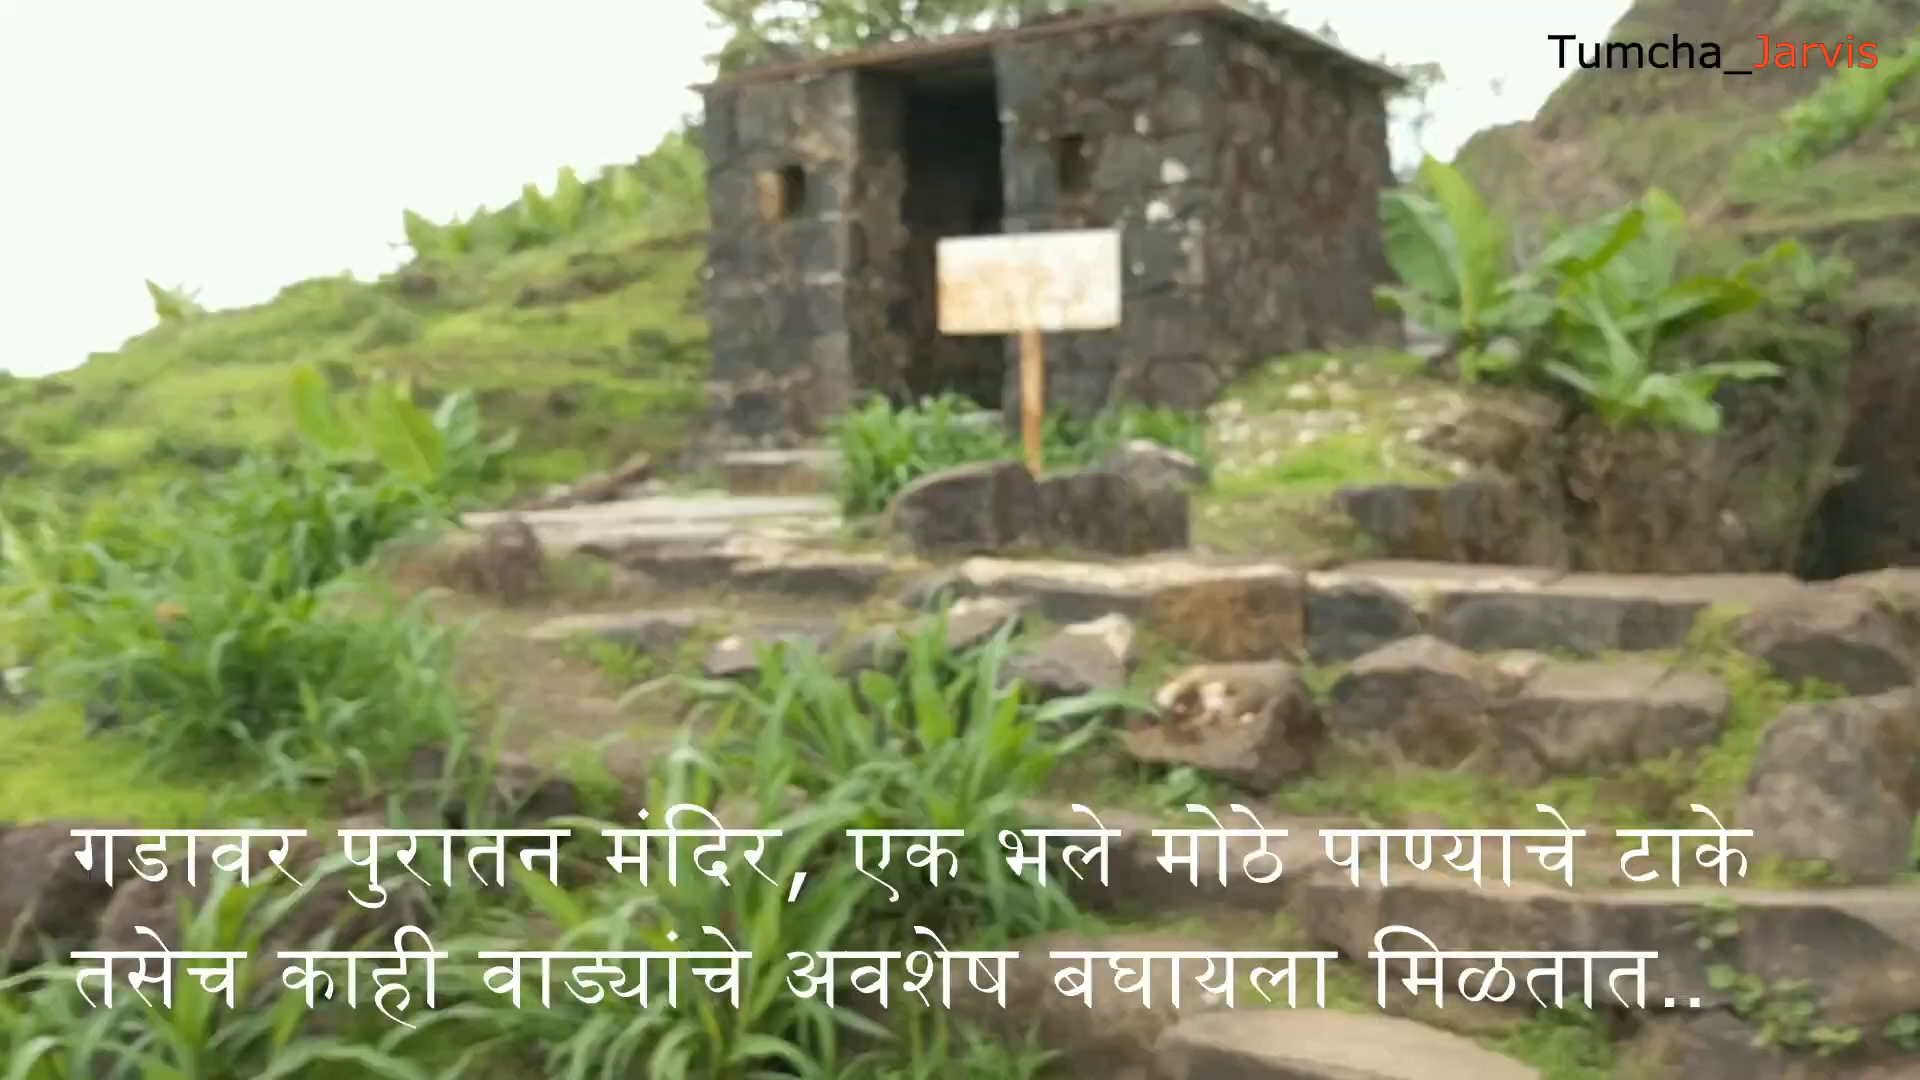 Tumcha_Jarvis
गडावर पुरातन मंदिर, एक भले मोठे पाण्याचे टाके
तसेच काही वाड्यांचे अवशेष बघायला मिळतात..